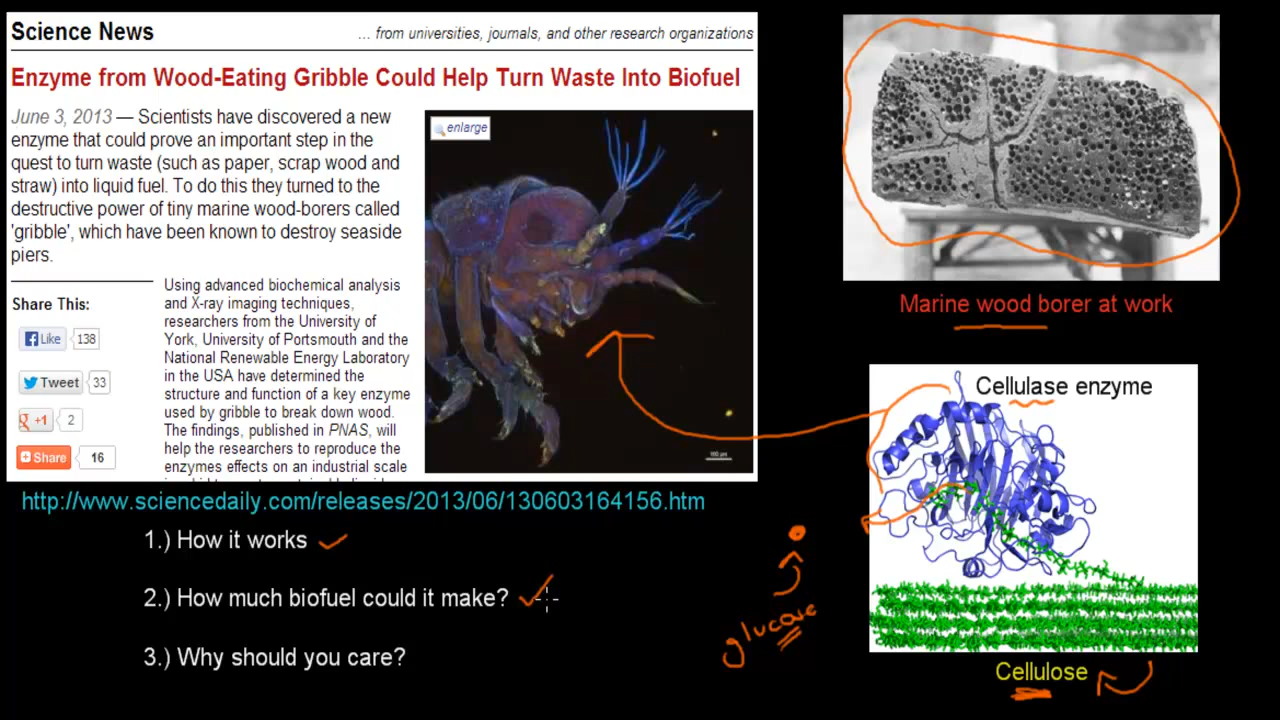 Science News
... from universities, journals, and other research organizations
Enzyme from Wood-Eating Gribble Could Help Turn Waste Into Biofuel
June 3, 2013 — Scientists have discovered a new
enzyme that could prove an important step in the
quest to turn waste (such as paper, scrap wood and
straw) into liquid fuel. To do this they turned to the
destructive power of tiny marine wood-borers called
'gribble', which have been known to destroy seaside
piers.
enlarge
Share This:
Like 138
Tweet 33
+1 2
Share 16
Using advanced biochemical analysis
and X-ray imaging techniques,
researchers from the University of
York, University of Portsmouth and the
National Renewable Energy Laboratory
in the USA have determined the
structure and function of a key enzyme
used by gribble to break down wood.
The findings, published in PNAS, will
help the researchers to reproduce the
enzymes effects on an industrial scale
http://www.sciencedaily.com/releases/2013/06/130603164156.htm
1.) How it works
2.) How much biofuel could it make?
3.) Why should you care?
Marine wood borer at work
Cellulase enzyme
glucose
Cellulose